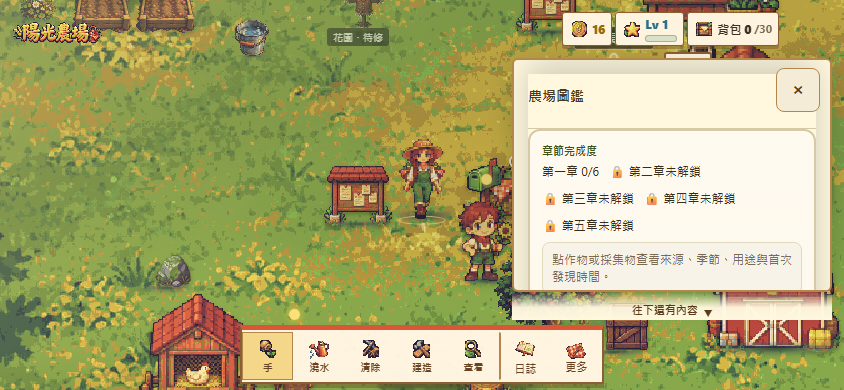 陽光農場
花圃·待修
16
Lv 1
背包 0/30
農場圖鑑
×
章節完成度
第一章 0/6 🔒 第二章未解鎖
🔒 第三章未解鎖 🔒 第四章未解鎖
🔒 第五章未解鎖
點作物或採集物查看來源、季節、用途與首次
發現時間。
往下還有內容 ▼
手
澆水
清除
建造
查看
日誌
更多